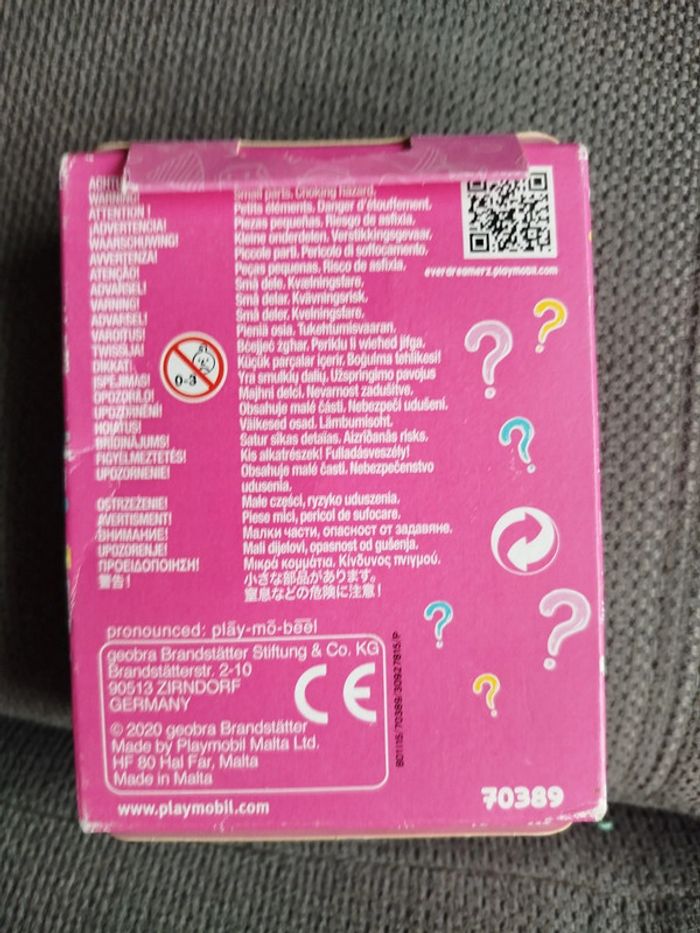 WARNING!
ATTENTION !
ADVERTENCIA!
WAARSCHUWING!
AVVERTENZA!
ATENÇÃO!
ADVARSEL!
VARNING!
ADVARSEL!
VAROITUS!
TWISSIJA!
DIKKAT!
ĮSPĖJIMAS!
OPOZORILO!
UPOZORNĚNÍ!
HOIATUS!
BRĪDINĀJUMS!
FIGYELMEZTETÉS!
UPOZORNENIE!
OSTRZEŻENIE!
AVERTISMENT!
ВНИМАНИЕ!
UPOZORENJE!
ΠΡΟΕΙΔΟΠΟΙΗΣΗ!
警告!
Small parts. Choking hazard.
Petits éléments. Danger d'étouffement.
Piezas pequeñas. Riesgo de asfixia.
Kleine onderdelen. Verstikkingsgevaar.
Piccole parti. Pericolo di soffocamento.
Peças pequenas. Risco de asfixia.
Små dele. Kvælningsfare.
Små delar. Kvävningsrisk.
Små deler. Kvelningsfare.
Pieniä osia. Tukehtumisvaaran.
Bċejjeċ żgħar. Periklu li wieħed jifga.
Küçük parçalar içerir. Boğulma tehlikesi!
Yra smulkių dalių. Užspringimo pavojus
Majhni delci. Nevarnost zadušitve.
Obsahuje malé části. Nebezpečí udušení.
Väikesed osad. Lämbumisoht.
Satur sīkas detaļas. Aizrīšanās risks.
Kis alkatrészek! Fulladásveszély!
Obsahuje malé časti. Nebezpečenstvo
udusenia.
Małe części, ryzyko uduszenia.
Piese mici, pericol de sufocare.
Малки части, опасност от задавяне.
Mali dijelovi, opasnost od gušenja.
Μικρά κομμάτια. Κίνδυνος πνιγμού.
小さな部品があります。
窒息などの危険に注意!
0-3
everdreamerz.playmobil.com
pronounced: plāy-mō-bēēl
geobra Brandstätter Stiftung & Co. KG
Brandstätterstr. 2-10
90513 ZIRNDORF
GERMANY
CE
© 2020 geobra Brandstätter
Made by Playmobil Malta Ltd.
HF 80 Hal Far, Malta
Made in Malta
www.playmobil.com
70389